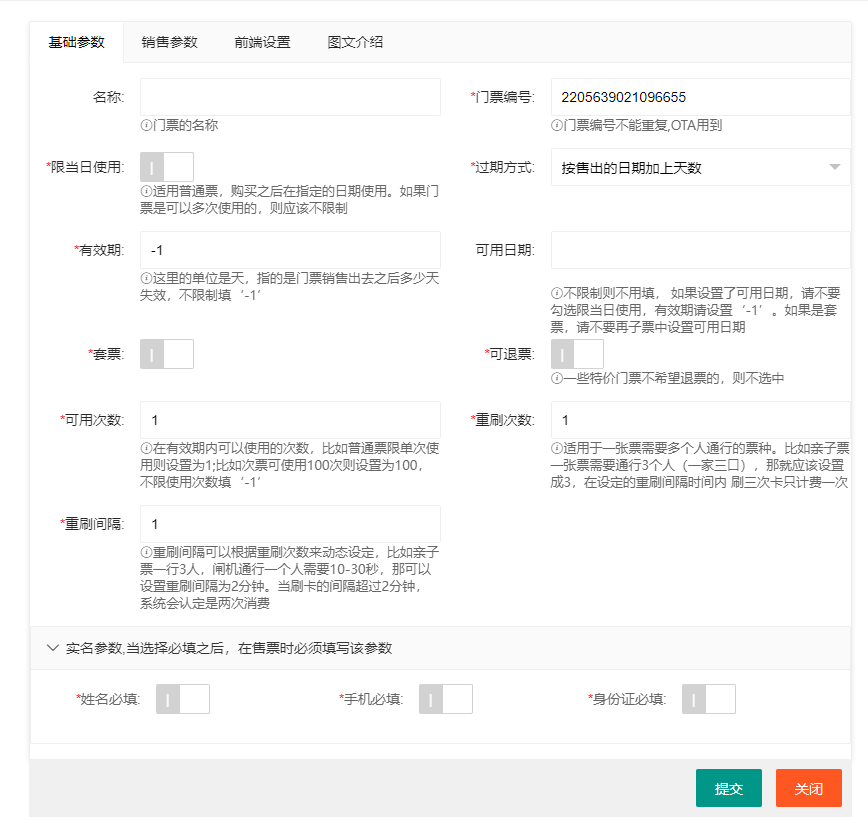 基础参数 销售参数 前端设置 图文介绍
名称:
门票的名称
*门票编号: 2205639021096655
门票编号不能重复,OTA用到
*限当日使用:
适用普通票，购买之后在指定的日期使用。如果门
票是可以多次使用的，则应该不限制
*过期方式: 按售出的日期加上天数
*有效期: -1
这里的单位是天，指的是门票销售出去之后多少天
失效，不限制填‘-1’
可用日期:
不限制则不用填， 如果设置了可用日期，请不要
勾选限当日使用，有效期请设置‘-1’。如果是套
票，请不要再子票中设置可用日期
*套票:
*可退票:
一些特价门票不希望退票的，则不选中
*可用次数: 1
在有效期内可以使用的次数，比如普通票限单次使
用则设置为1;比如次票可使用100次则设置为100，
不限使用次数填‘-1’
*重刷次数: 1
适用于一张票需要多个人通行的票种。比如亲子票
一张票需要通行3个人（一家三口），那就应该设置
成3，在设定的重刷间隔时间内 刷三次卡只计费一次
*重刷间隔: 1
重刷间隔可以根据重刷次数来动态设定，比如亲子
票一行3人，闸机通行一个人需要10-30秒，那可以
设置重刷间隔为2分钟。当刷卡的间隔超过2分钟，
系统会认定是两次消费
实名参数,当选择必填之后，在售票时必须填写该参数
*姓名必填: *手机必填: *身份证必填:
提交 关闭